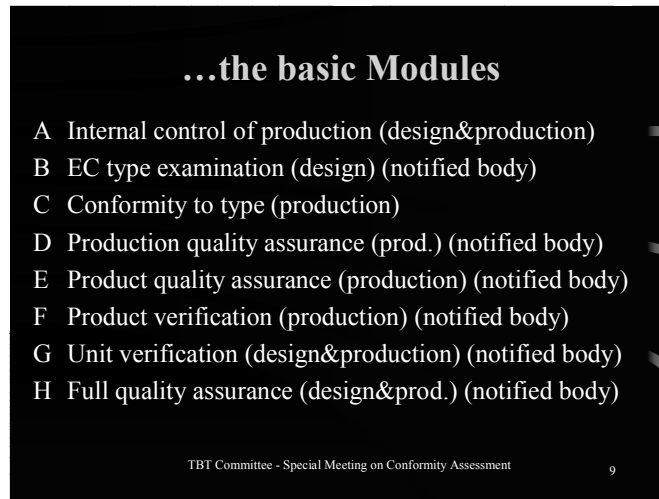 …the basic Modules
A Internal control of production (design&production)
B EC type examination (design) (notified body)
C Conformity to type (production)
D Production quality assurance (prod.) (notified body)
E Product quality assurance (production) (notified body)
F Product verification (production) (notified body)
G Unit verification (design&production) (notified body)
H Full quality assurance (design&prod.) (notified body)
TBT Committee - Special Meeting on Conformity Assessment
9